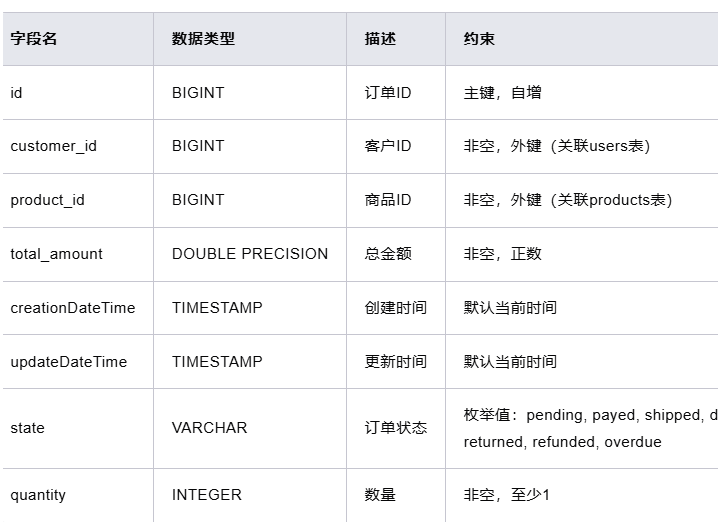 字段名 数据类型 描述 约束
id BIGINT 订单ID 主键，自增
customer_id BIGINT 客户ID 非空，外键（关联users表）
product_id BIGINT 商品ID 非空，外键（关联products表）
total_amount DOUBLE PRECISION 总金额 非空，正数
creationDateTime TIMESTAMP 创建时间 默认当前时间
updateDateTime TIMESTAMP 更新时间 默认当前时间
state VARCHAR 订单状态 枚举值：pending, payed, shipped,
returned, refunded, overdue
quantity INTEGER 数量 非空，至少1